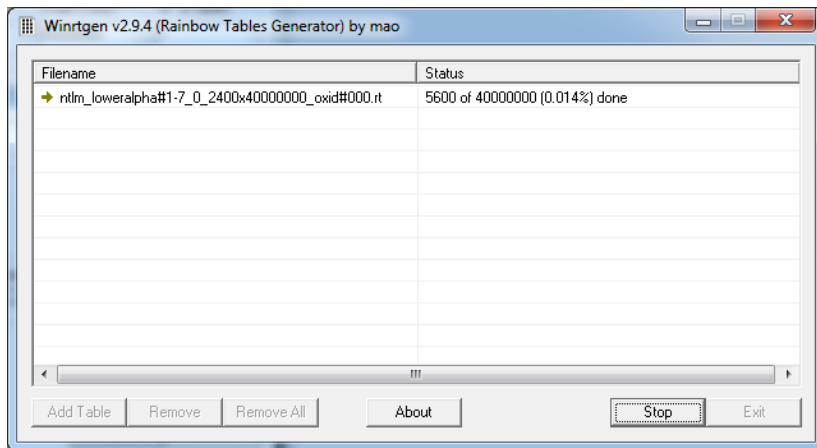 Winrtgen v2.9.4 (Rainbow Tables Generator) by mao
Filename Status
ntlm_loweralpha#1-7_0_2400x40000000_oxid#000.rt 5600 of 40000000 (0.014%) done
Add Table Remove Remove All About Stop Exit